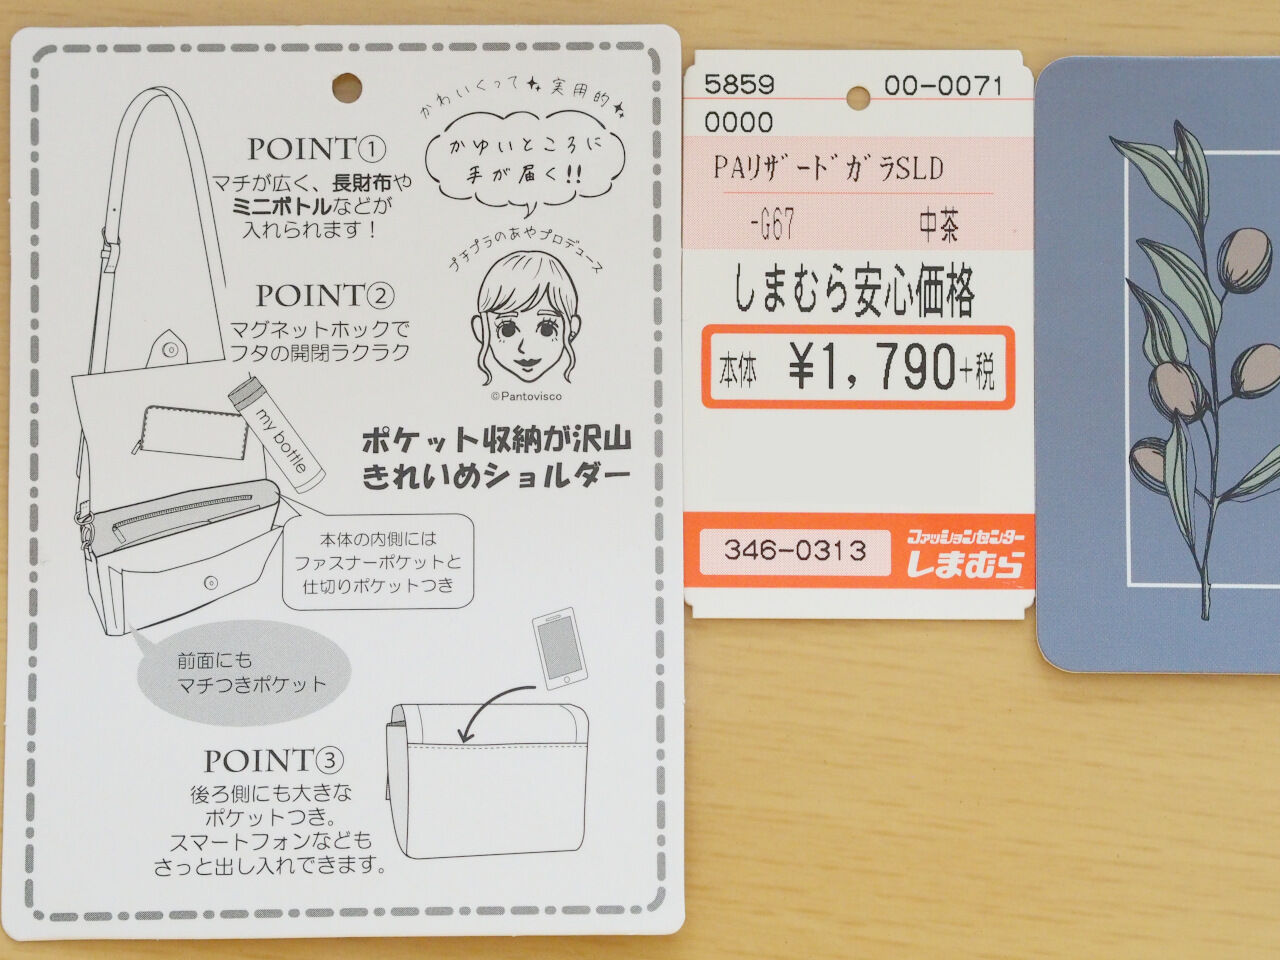 かわいくって実用的
かゆいところに
手が届く!!
プチプラのあやプロデュース
©Pantovisco
POINT①
マチが広く、長財布や
ミニボトルなどが
入れられます！
POINT②
マグネットホックで
フタの開閉ラクラク
my bottle
ポケット収納が沢山
きれいめショルダー
本体の内側には
ファスナーポケットと
仕切りポケットつき
前面にも
マチつきポケット
POINT③
後ろ側にも大きな
ポケットつき。
スマートフォンなども
さっと出し入れできます。
5859 00-0071
0000
PAリザードガラSLD
-G67 中茶
しまむら安心価格
本体 ¥1,790+税
346-0313
ファッションセンター
しまむら